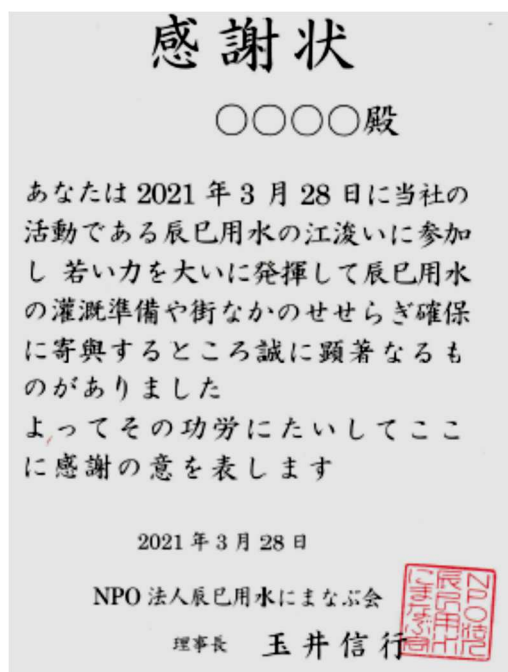 感謝状
〇〇〇〇殿
あなたは2021年3月28日に当社の
活動である辰巳用水の江浚いに参加
し 若い力を大いに発揮して辰巳用水
の灌漑準備や街なかのせせらぎ確保
に寄與するところ誠に顕著なるも
のがありました
よってその功労にたいしてここ
に感謝の意を表します
2021年3月28日
NPO法人辰巳用水にまなぶ会
理事長 玉井信行
NPO法人
辰巳用水
にまなぶ会